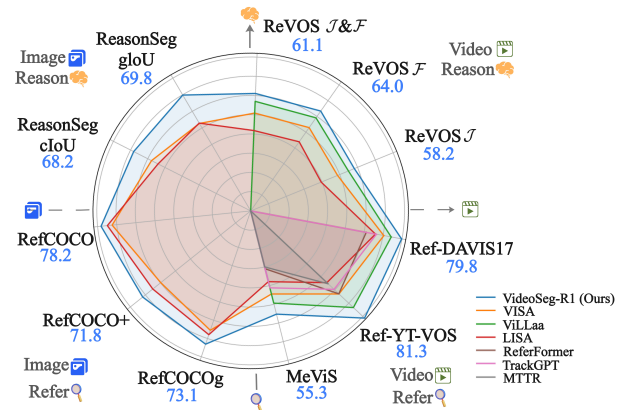 ReVOS 𝒥&ℱ
61.1
ReasonSeg
gIoU
69.8
Image
Reason
Video
Reason
ReVOS ℱ
64.0
ReasonSeg
cIoU
68.2
ReVOS 𝒥
58.2
RefCOCO
78.2
Ref-DAVIS17
79.8
RefCOCO+
71.8
Ref-YT-VOS
81.3
RefCOCOg
73.1
MeViS
55.3
Image
Refer
Video
Refer
VideoSeg-R1 (Ours)
VISA
ViLLaa
LISA
ReferFormer
TrackGPT
MTTR